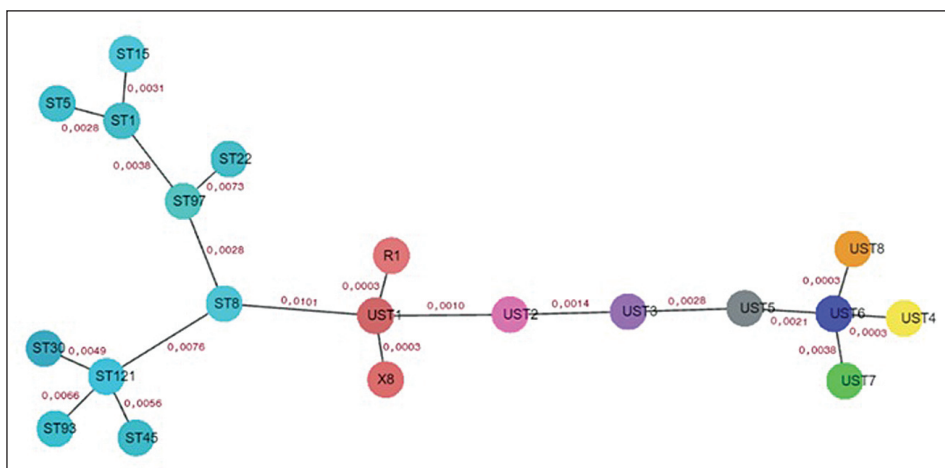 ST15
0,0031
ST5
0,0028
ST1
0,0038
ST22
0,0073
ST97
0,0028
R1
0,0003
UST8
0,0003
ST8
0,0101
UST1
0,0010
UST2
0,0014
UST3
0,0028
UST5
0,0021
UST6
0,0003
UST4
ST30
0,0049
0,0076
0,0003
0,0038
ST121
X8
UST7
0,0066
0,0056
ST93
ST45